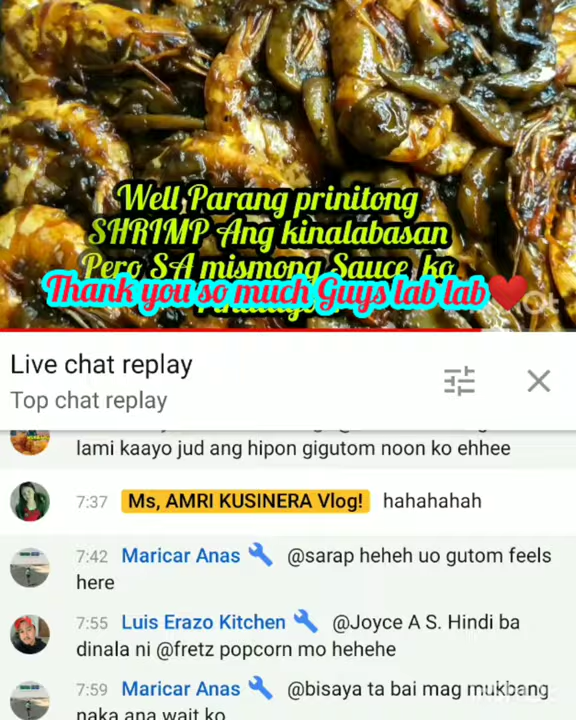 Well,Parang prinitong
SHRIMP Ang kinalabasan
Pero SA mismong Sauce ko
Thank you so much Guys lab lab
Live chat replay
Top chat replay
lami kaayo jud ang hipon gigutom noon ko ehhee
7:37 Ms, AMRI KUSINERA Vlog! hahahahah
7:42 Maricar Anas @sarap heheh uo gutom feels
here
7:55 Luis Erazo Kitchen @Joyce A S. Hindi ba
dinala ni @fretz popcorn mo hehehe
7:59 Maricar Anas @bisaya ta bai mag mukbang
naka ana wait ko